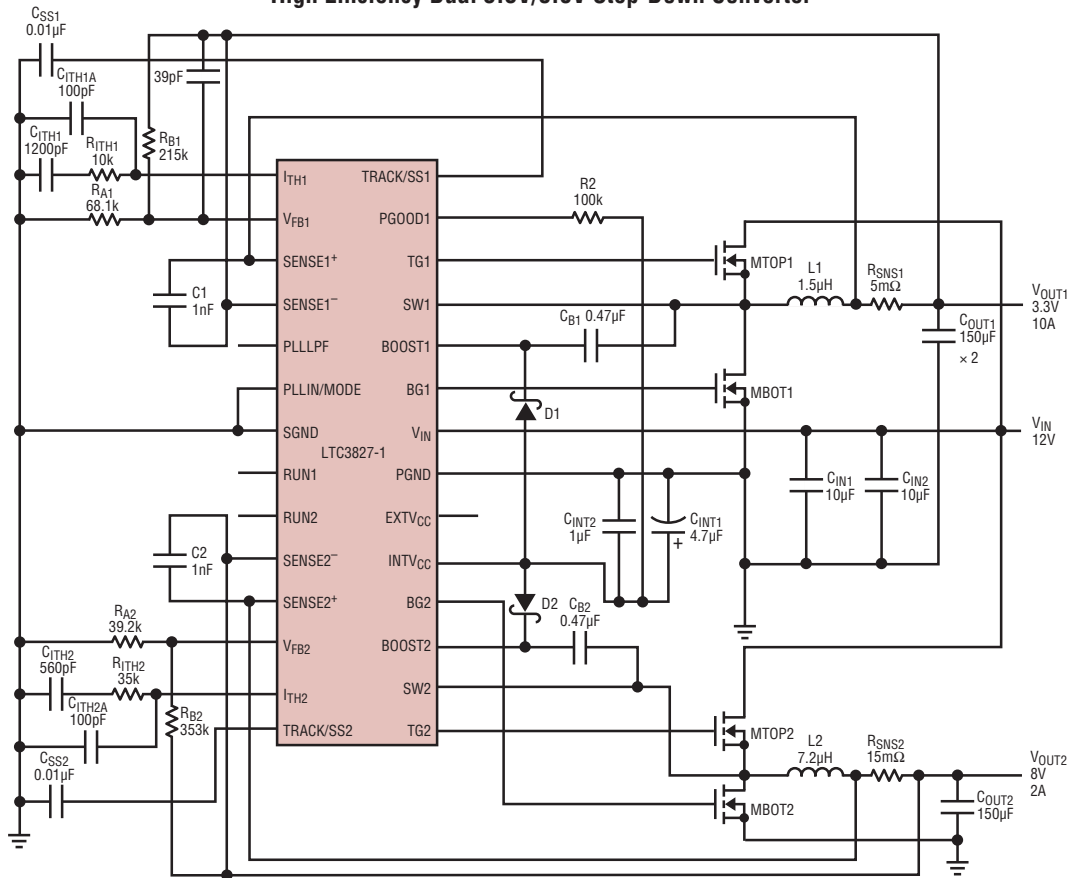 High Efficiency Dual Step-Down Converter
CSS1
0.01µF
39pF
CITH1A
100pF
CITH1
1200pF
RITH1
10k
RB1
215k
RA1
68.1k
C1
1nF
ITH1
VFB1
SENSE1+
SENSE1−
PLLLPF
PLLIN/MODE
SGND
RUN1
RUN2
SENSE2−
SENSE2+
VFB2
ITH2
TRACK/SS2
LTC3827-1
TRACK/SS1
PGOOD1
TG1
SW1
BOOST1
BG1
VIN
PGND
EXTVCC
INTVCC
BG2
BOOST2
SW2
TG2
R2
100k
MTOP1
L1
1.5µH
RSNS1
5mΩ
VOUT1
3.3V
10A
CB1 0.47µF
COUT1
150µF
× 2
MBOT1
D1
VIN
12V
CIN1
10µF
CIN2
10µF
CINT2
1µF
CINT1
4.7µF
+
C2
1nF
D2
CB2
0.47µF
RA2
39.2k
CITH2
560pF
RITH2
35k
CITH2A
100pF
RB2
353k
CSS2
0.01µF
MTOP2
L2
7.2µH
RSNS2
15mΩ
VOUT2
8V
2A
MBOT2
COUT2
150µF